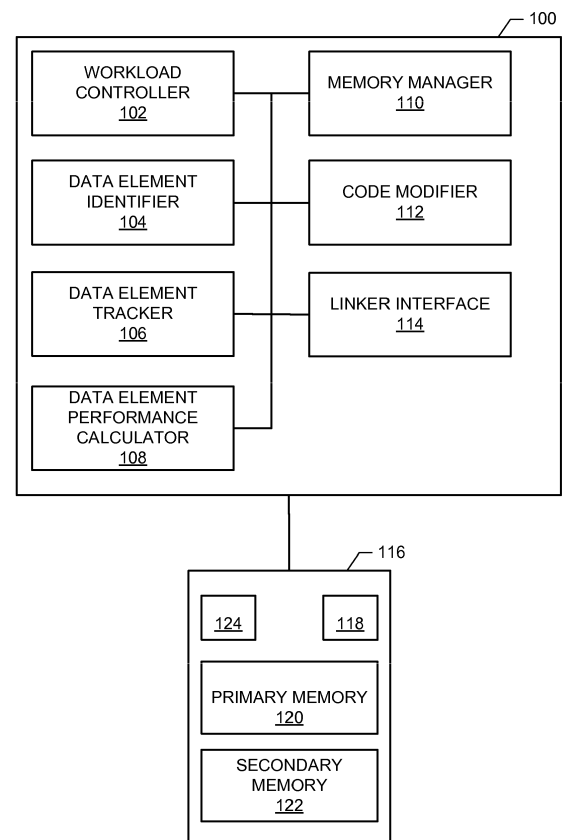 100
WORKLOAD
CONTROLLER
102
MEMORY MANAGER
110
DATA ELEMENT
IDENTIFIER
104
CODE MODIFIER
112
DATA ELEMENT
TRACKER
106
LINKER INTERFACE
114
DATA ELEMENT
PERFORMANCE
CALCULATOR
108
116
124
118
PRIMARY MEMORY
120
SECONDARY
MEMORY
122